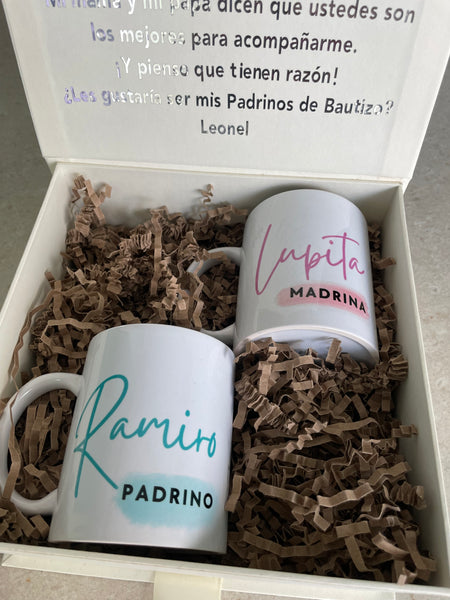 Mi mamá y mi papá dicen que ustedes son
los mejores para acompañarme.
¡Y pienso que tienen razón!
¿Les gustaría ser mis Padrinos de Bautizo?
Leonel
Lupita
MADRINA
Ramiro
PADRINO